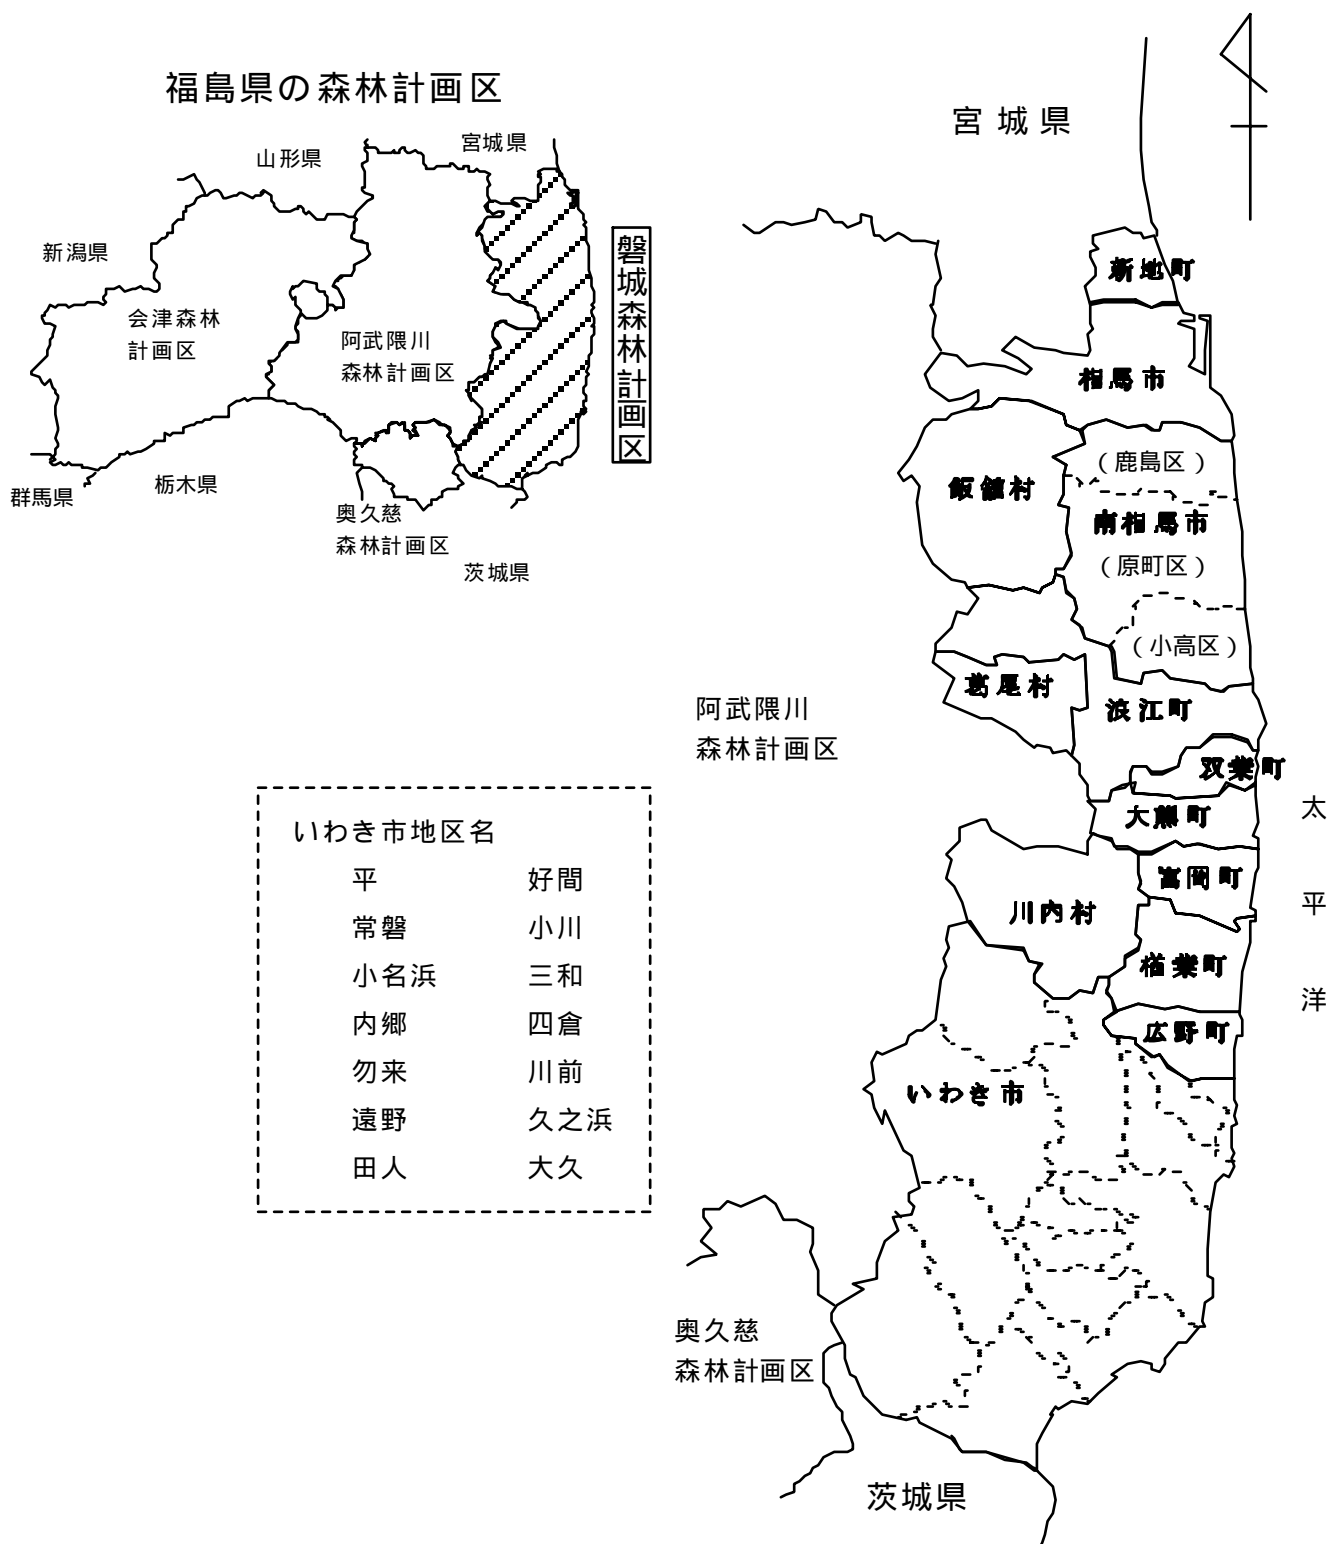 福島県の森林計画区
山形県
宮城県
新潟県
会津森林
計画区
阿武隈川
森林計画区
磐城森林計画区
群馬県
栃木県
奥久慈
森林計画区
茨城県
宮城県
新地町
相馬市
(鹿島区)
飯舘村
南相馬市
(原町区)
(小高区)
葛尾村
浪江町
阿武隈川
森林計画区
双葉町
大熊町
富岡町
川内村
楢葉町
広野町
いわき市
太平洋
いわき市地区名
平 好間
常磐 小川
小名浜 三和
内郷 四倉
勿来 川前
遠野 久之浜
田人 大久
奥久慈
森林計画区
茨城県